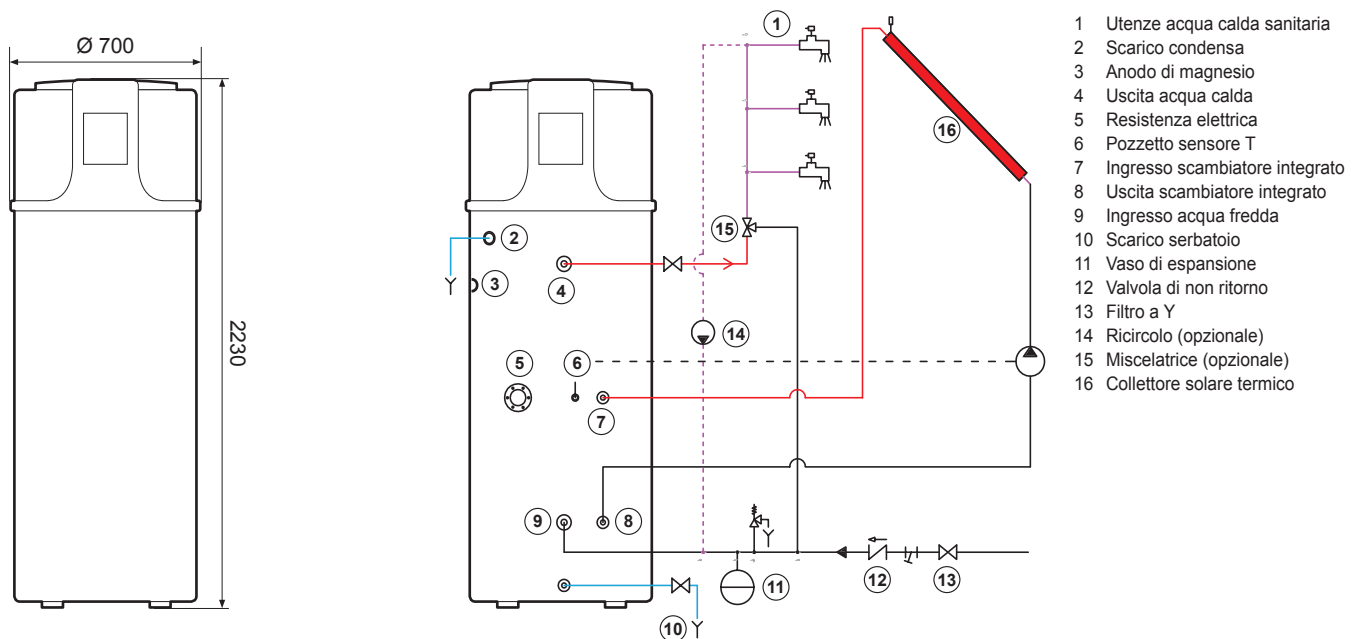 Ø 700
2230
1
2
3
4
5
6
7
8
9
10
11
12
13
14
15
16
1 Utenze acqua calda sanitaria
2 Scarico condensa
3 Anodo di magnesio
4 Uscita acqua calda
5 Resistenza elettrica
6 Pozzetto sensore T
7 Ingresso scambiatore integrato
8 Uscita scambiatore integrato
9 Ingresso acqua fredda
10 Scarico serbatoio
11 Vaso di espansione
12 Valvola di non ritorno
13 Filtro a Y
14 Ricircolo (opzionale)
15 Miscelatrice (opzionale)
16 Collettore solare termico